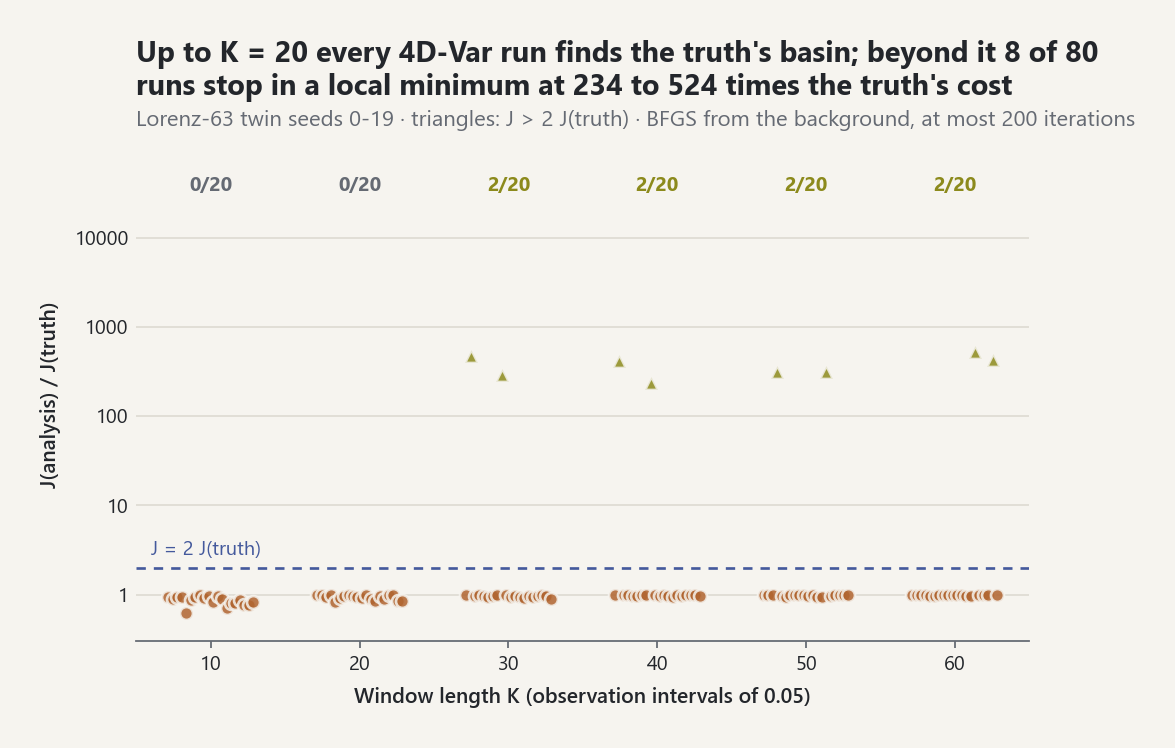 Up to K = 20 every 4D-Var run finds the truth's basin; beyond it 8 of 80
runs stop in a local minimum at 234 to 524 times the truth's cost
Lorenz-63 twin seeds 0-19 · triangles: J > 2 J(truth) · BFGS from the background, at most 200 iterations
0/20 0/20 2/20 2/20 2/20 2/20
10000
1000
100
10
1
J(analysis) / J(truth)
J = 2 J(truth)
10 20 30 40 50 60
Window length K (observation intervals of 0.05)